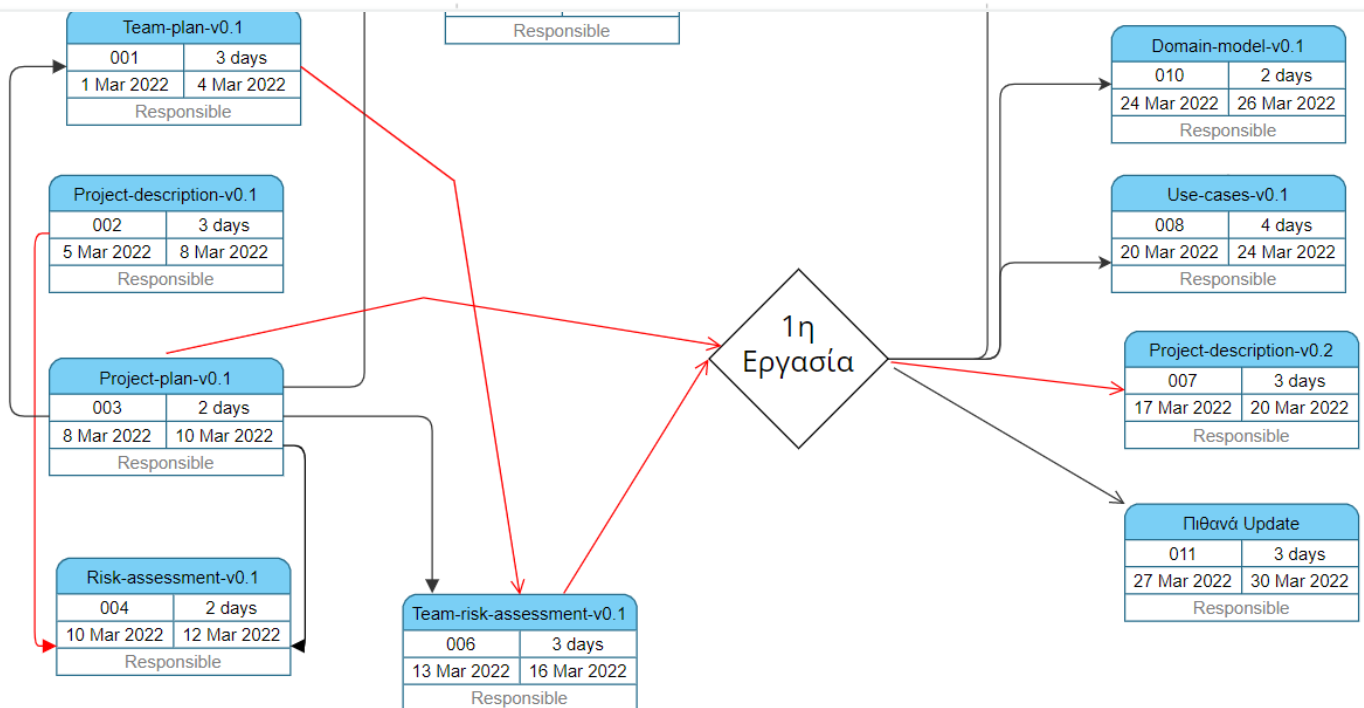 Team-plan-v0.1
001 3 days
1 Mar 2022 4 Mar 2022
Responsible
Responsible
Domain-model-v0.1
010 2 days
24 Mar 2022 26 Mar 2022
Responsible
Project-description-v0.1
002 3 days
5 Mar 2022 8 Mar 2022
Responsible
Use-cases-v0.1
008 4 days
20 Mar 2022 24 Mar 2022
Responsible
1η
Εργασία
Project-description-v0.2
007 3 days
17 Mar 2022 20 Mar 2022
Responsible
Project-plan-v0.1
003 2 days
8 Mar 2022 10 Mar 2022
Responsible
Πιθανά Update
011 3 days
27 Mar 2022 30 Mar 2022
Responsible
Risk-assessment-v0.1
004 2 days
10 Mar 2022 12 Mar 2022
Responsible
Team-risk-assessment-v0.1
006 3 days
13 Mar 2022 16 Mar 2022
Responsible